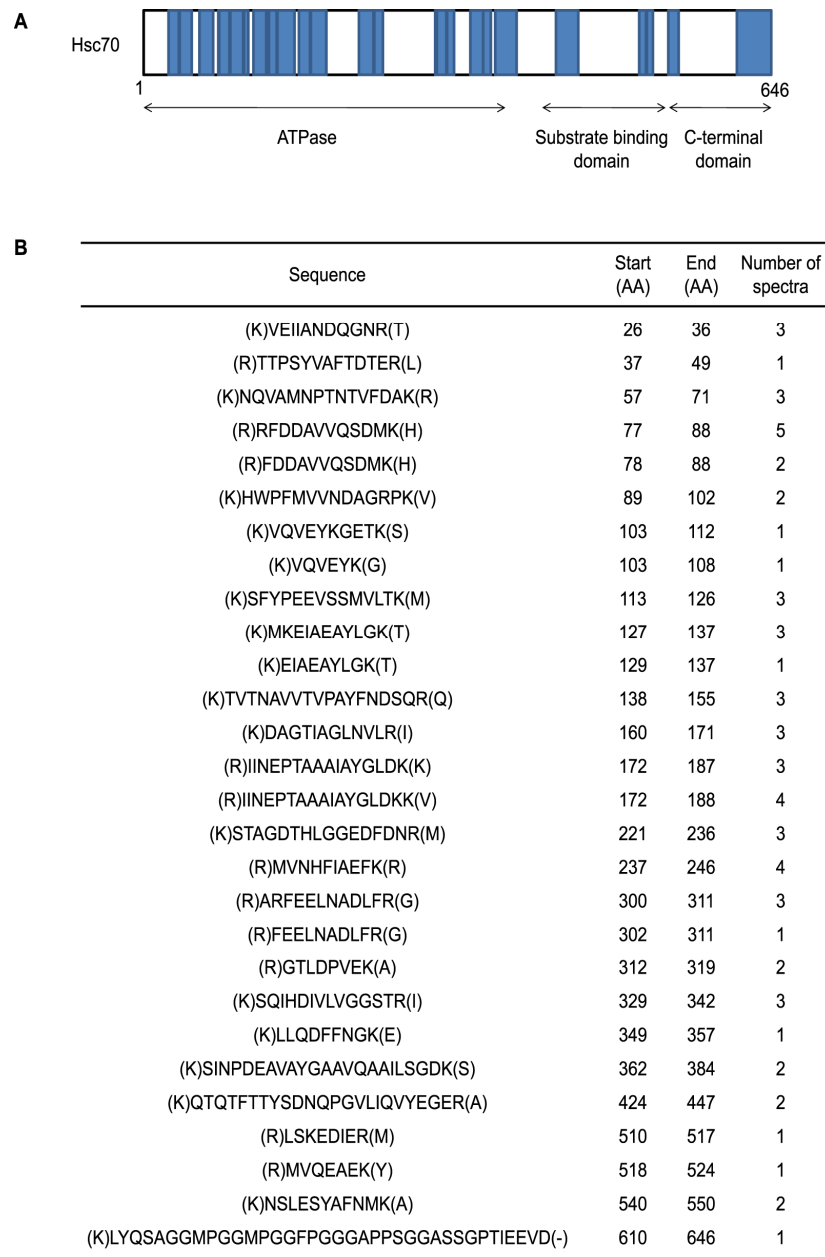 A
Hsc70
1
646
ATPase
Substrate binding domain
C-terminal domain
B
Sequence Start (AA) End (AA) Number of spectra
(K)VEIIANDQGNR(T) 26 36 3
(R)TTPSYVAFTDTER(L) 37 49 1
(K)NQVAMNPTNTVFDAK(R) 57 71 3
(R)RFDDAVVQSDMK(H) 77 88 5
(R)FDDAVVQSDMK(H) 78 88 2
(K)HWPFMVVNDAGRPK(V) 89 102 2
(K)VQVEYKGETK(S) 103 112 1
(K)VQVEYK(G) 103 108 1
(K)SFYPEEVSSMVLTK(M) 113 126 3
(K)MKEIAEAYLGK(T) 127 137 3
(K)EIAEAYLGK(T) 129 137 1
(K)TVTNAVVTVPAYFNDSQR(Q) 138 155 3
(K)DAGTIAGLNVLR(I) 160 171 3
(R)IINEPTAAAIAYGLDK(K) 172 187 3
(R)IINEPTAAAIAYGLDKK(V) 172 188 4
(K)STAGDTHLGGEDFDNR(M) 221 236 3
(R)MVNHFIAEFK(R) 237 246 4
(R)ARFEELNADLFR(G) 300 311 3
(R)FEELNADLFR(G) 302 311 1
(R)GTLDPVEK(A) 312 319 2
(K)SQIHDIVLVGGSTR(I) 329 342 3
(K)LLQDFFNGK(E) 349 357 1
(K)SINPDEAVAYGAAVQAAILSGDK(S) 362 384 2
(K)QTQTFTTYSDNQPGVLIQVYEGER(A) 424 447 2
(R)LSKEDIER(M) 510 517 1
(R)MVQEAEK(Y) 518 524 1
(K)NSLESYAFNMK(A) 540 550 2
(K)LYQSAGGMPGGMPGGFPGGGAPPSGGASSGPTIEEVD(-) 610 646 1